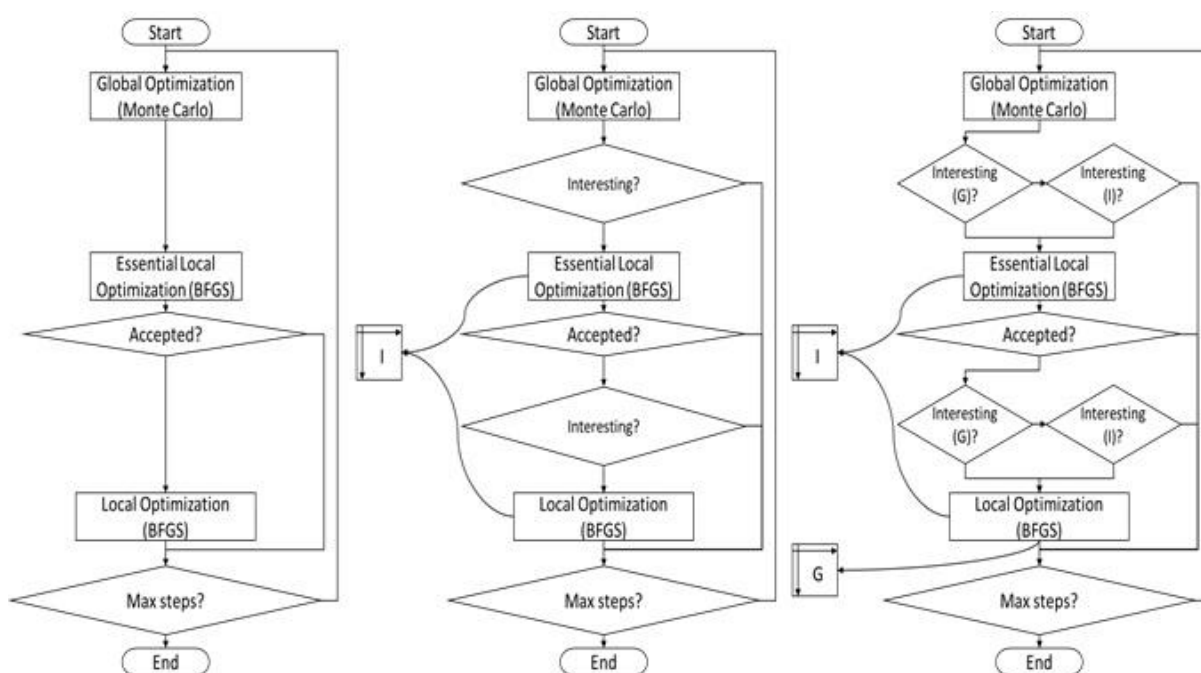 Start
Global Optimization
(Monte Carlo)
Essential Local
Optimization (BFGS)
Accepted?
Local Optimization
(BFGS)
Max steps?
End
Start
Global Optimization
(Monte Carlo)
Interesting?
Essential Local
Optimization (BFGS)
I
Accepted?
Interesting?
Local Optimization
(BFGS)
Max steps?
End
Start
Global Optimization
(Monte Carlo)
Interesting
(G)?
Interesting
(I)?
Essential Local
Optimization (BFGS)
I
Accepted?
Interesting
(G)?
Interesting
(I)?
Local Optimization
(BFGS)
G
Max steps?
End